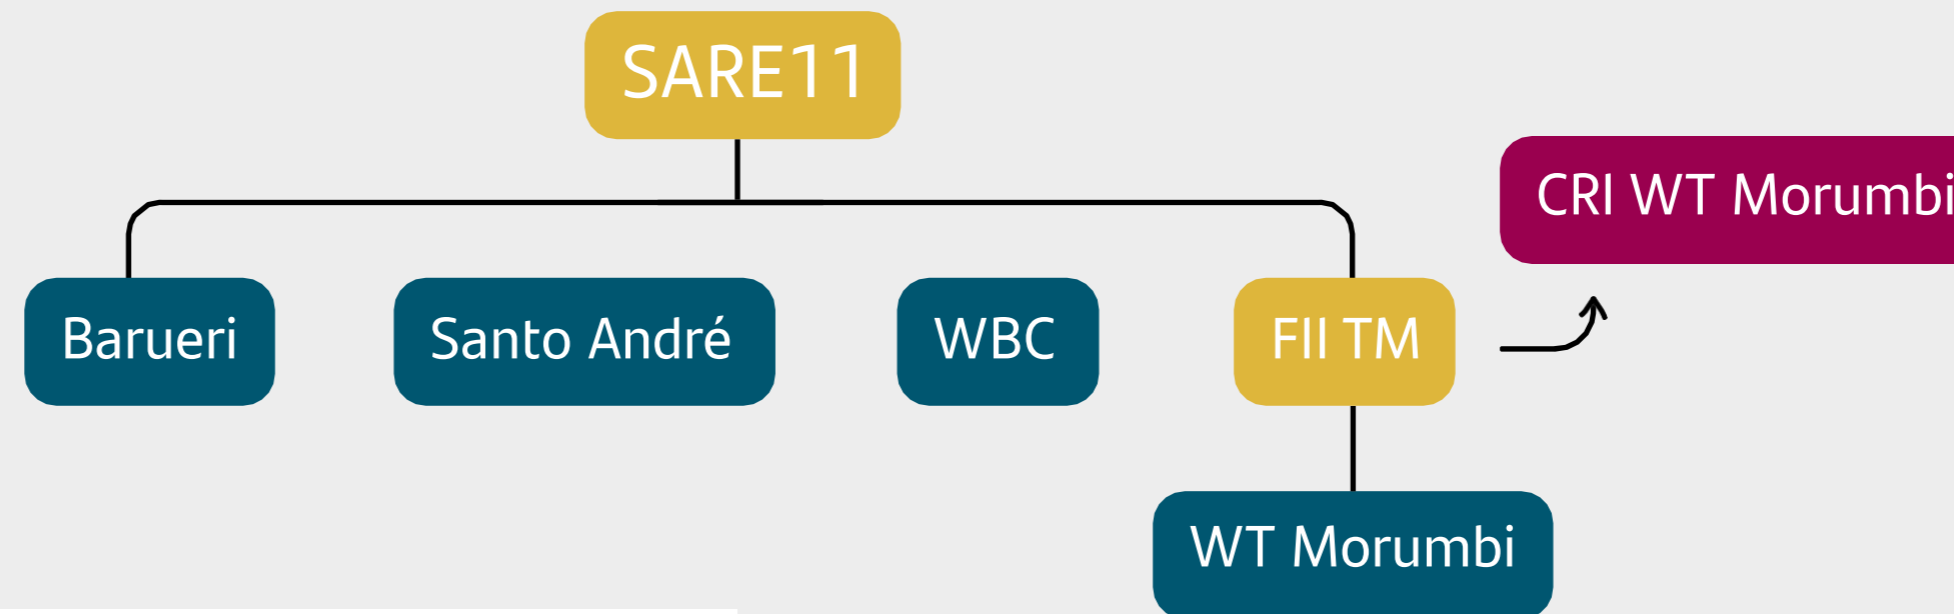 SARE11
CRI WT Morumbi
Barueri
Santo André
WBC
FII TM
WT Morumbi